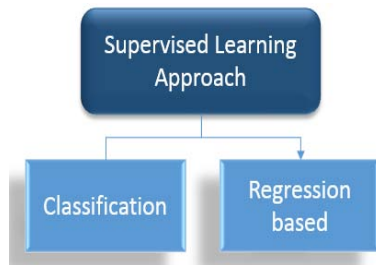 Supervised Learning
Approach
Classification
Regression
based